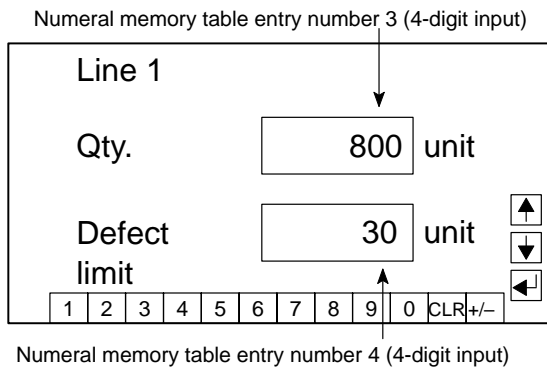 Numeral memory table entry number 3 (4-digit input)
Line 1
Qty. 800 unit
Defect 30 unit
limit
1 2 3 4 5 6 7 8 9 0 CLR +/–
Numeral memory table entry number 4 (4-digit input)